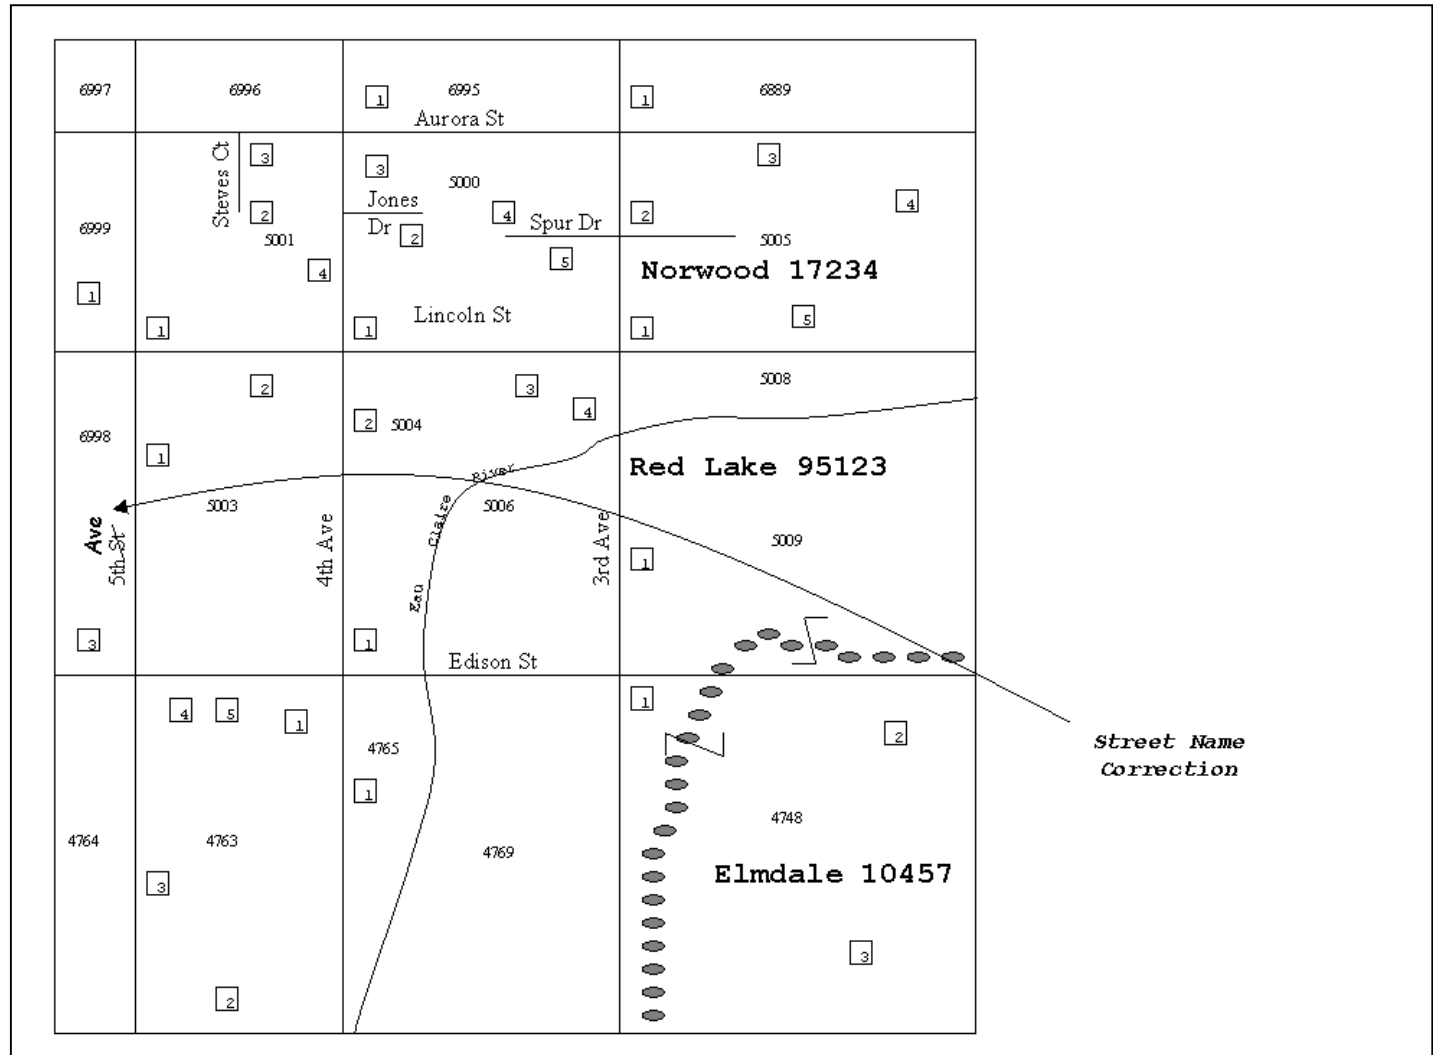 6997
6996
1
6995
1
6889
Aurora St
Steves Ct
3
3
5000
3
Jones
2
4
2
4
Dr
2
Spur Dr
6999
5001
5005
4
5
Norwood 17234
1
1
1
Lincoln St
1
5
2
3
5008
2
5004
4
6998
1
River
Red Lake 95123
5003
Claire
5006
Ave
5th St
4th Ave
3rd Ave
5009
1
Eau
3
1
Edison St
4
5
1
1
2
4765
Street Name
Correction
1
4764
4763
4769
4748
3
Elmdale 10457
3
2